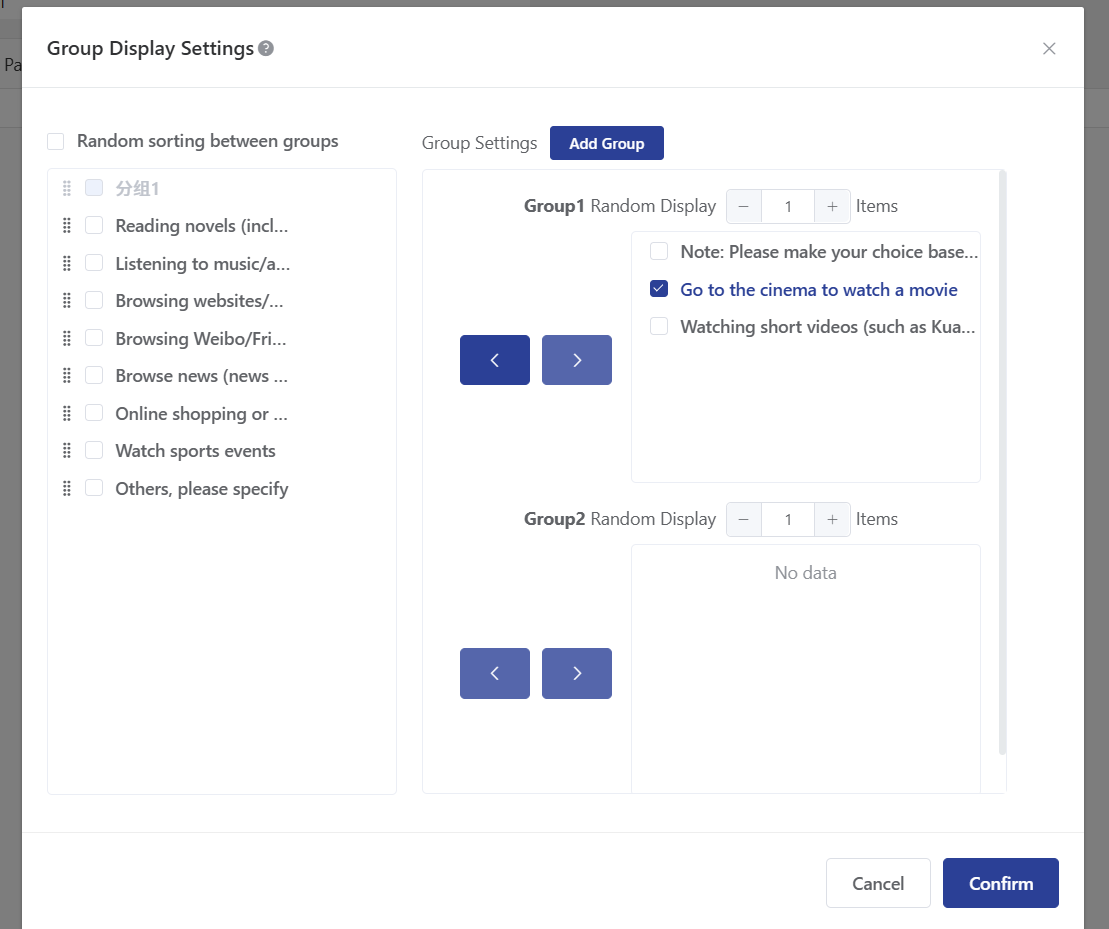 Pa
Group Display Settings ?
Random sorting between groups
分组1
Reading novels (incl...
Listening to music/a...
Browsing websites/...
Browsing Weibo/Fri...
Browse news (news ...
Online shopping or ...
Watch sports events
Others, please specify
Group Settings Add Group
Group1 Random Display − 1 + Items
Note: Please make your choice base...
Go to the cinema to watch a movie
Watching short videos (such as Kua...
Group2 Random Display − 1 + Items
No data
Cancel Confirm